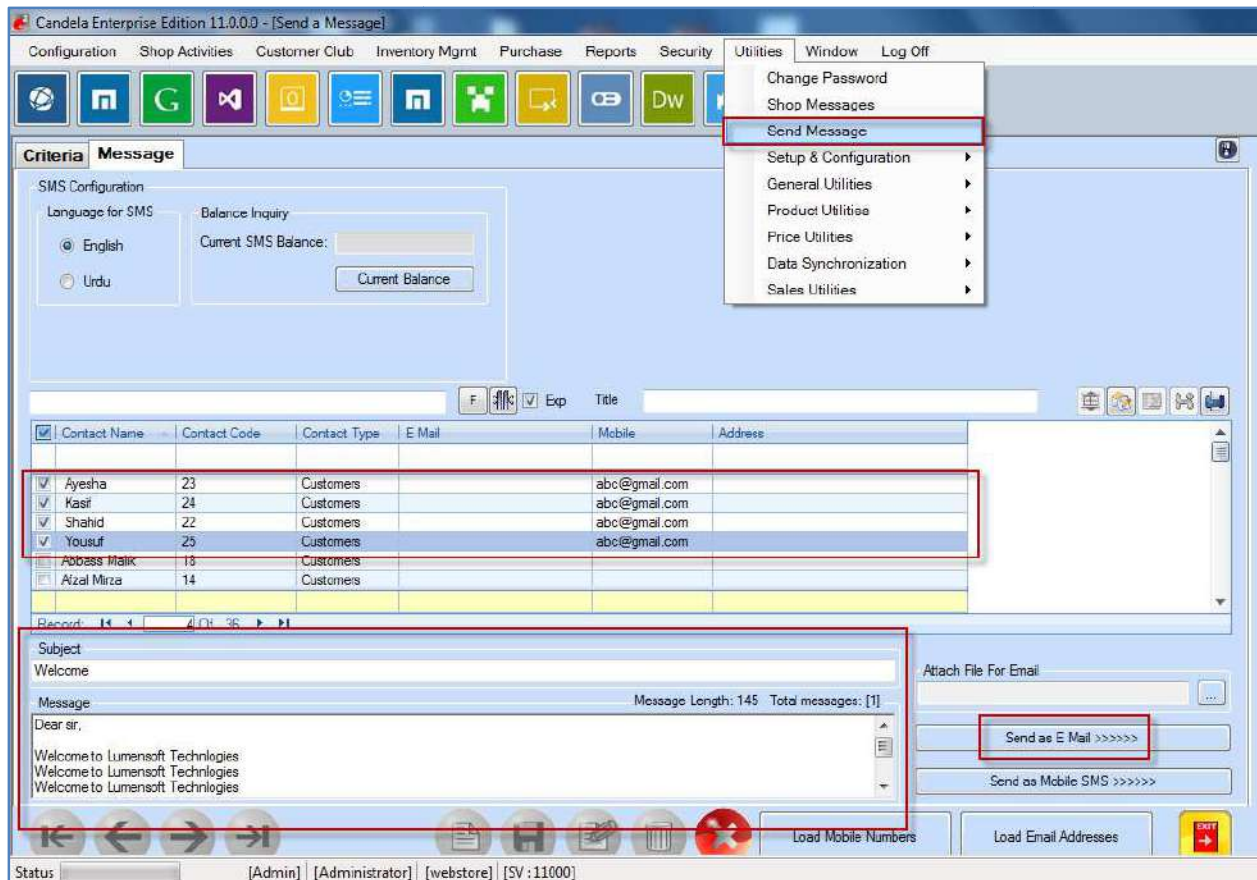 Candela Enterprise Edition 11.0.0.0 - [Send a Message]
Configuration Shop Activities Customer Club Inventory Mgmt Purchase Reports Security Utilities Window Log Off
G O Dw
Change Password
Shop Messages
Send Message
Setup & Configuration
General Utilities
Product Utilities
Price Utilities
Data Synchronization
Sales Utilities
Criteria Message
SMS Configuration
Language for SMS Balance Inquiry
English Current SMS Balance:
Urdu Current Balance
F Exp Title
Contact Name Contact Code Contact Type E Mail Mobile Address
Ayesha 23 Customers abc@gmail.com
Kasif 24 Customers abc@gmail.com
Shahid 22 Customers abc@gmail.com
Yousuf 25 Customers abc@gmail.com
Abbass Malik 18 Customers
Afzal Mirza 14 Customers
Record: 4 Of 36
Subject
Welcome
Attach File For Email
...
Message Message Length: 145 Total messages: [1]
Dear sir,
Welcome to Lumensoft Technlogies
Welcome to Lumensoft Technlogies
Welcome to Lumensoft Technlogies
Send as E Mail >>>>>>
Send as Mobile SMS >>>>>>
Load Mobile Numbers Load Email Addresses EXIT
Status [Admin] [Administrator] [webstore] [SV : 11000]